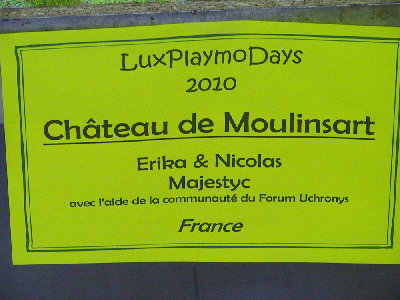 LuxPlaymoDays
2010
Château de Moulinsart
Erika & Nicolas
Majestyc
avec l'aide de la communauté du Forum Uchronys
France